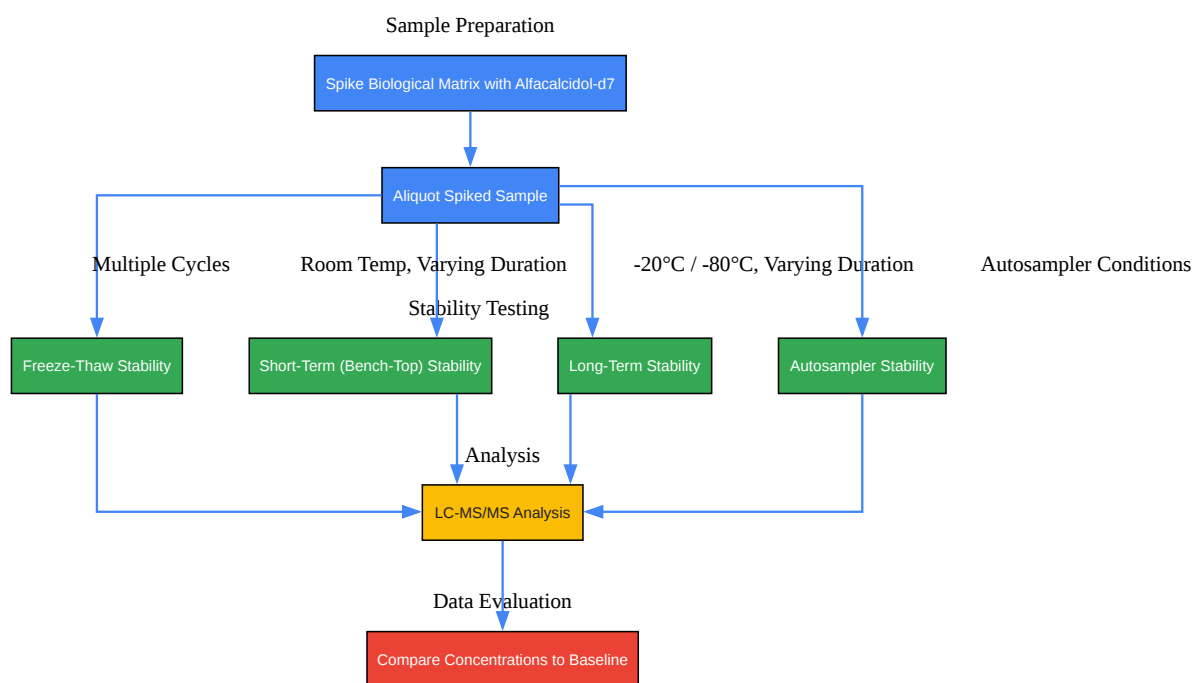 Sample Preparation
Spike Biological Matrix with Alfacalcidol-d7
Aliquot Spiked Sample
Multiple Cycles
Room Temp, Varying Duration
-20°C / -80°C, Varying Duration
Autosampler Conditions
Stability Testing
Freeze-Thaw Stability
Short-Term (Bench-Top) Stability
Long-Term Stability
Autosampler Stability
Analysis
LC-MS/MS Analysis
Data Evaluation
Compare Concentrations to Baseline